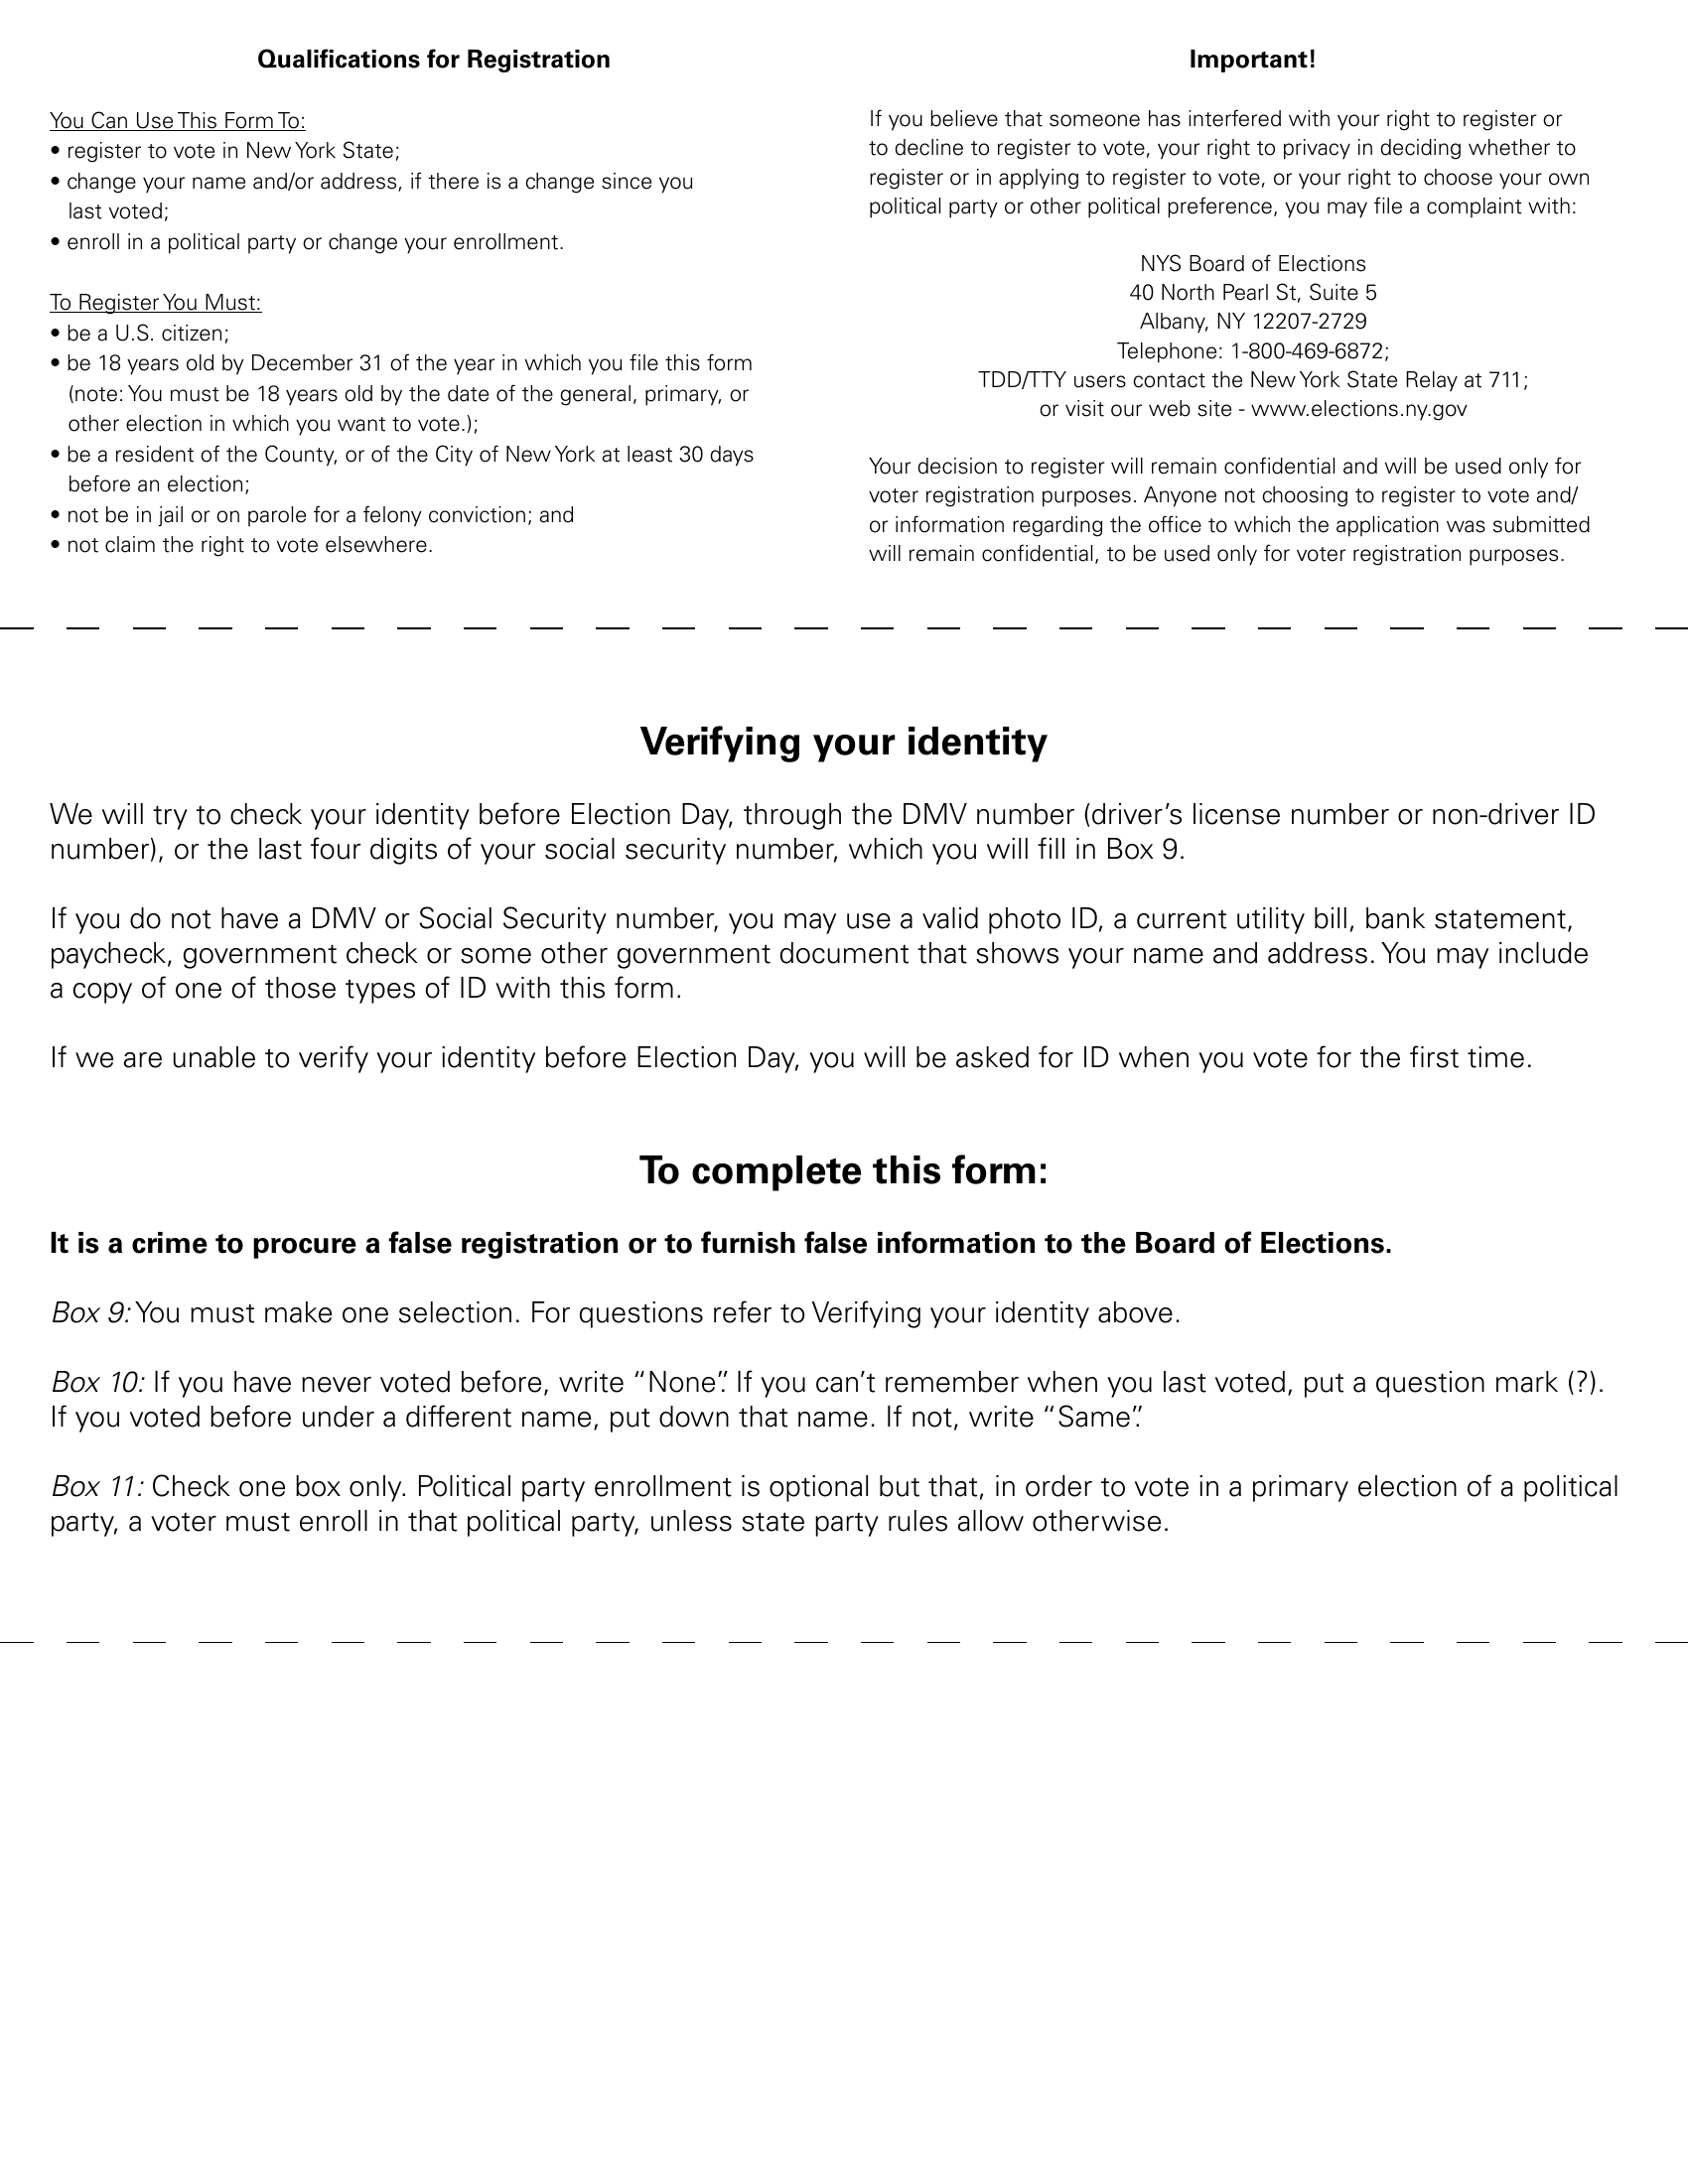 Qualifications for Registration
You Can Use This Form To:
• register to vote in New York State;
• change your name and/or address, if there is a change since you
last voted;
• enroll in a political party or change your enrollment.
To Register You Must:
• be a U.S. citizen;
• be 18 years old by December 31 of the year in which you file this form
(note: You must be 18 years old by the date of the general, primary, or
other election in which you want to vote.);
• be a resident of the County, or of the City of New York at least 30 days
before an election;
• not be in jail or on parole for a felony conviction; and
• not claim the right to vote elsewhere.
Important!
If you believe that someone has interfered with your right to register or
to decline to register to vote, your right to privacy in deciding whether to
register or in applying to register to vote, or your right to choose your own
political party or other political preference, you may file a complaint with:
NYS Board of Elections
40 North Pearl St, Suite 5
Albany, NY 12207-2729
Telephone: 1-800-469-6872;
TDD/TTY users contact the New York State Relay at 711;
or visit our web site - www.elections.ny.gov
Your decision to register will remain confidential and will be used only for
voter registration purposes. Anyone not choosing to register to vote and/
or information regarding the office to which the application was submitted
will remain confidential, to be used only for voter registration purposes.
Verifying your identity
We will try to check your identity before Election Day, through the DMV number (driver’s license number or non-driver ID
number), or the last four digits of your social security number, which you will fill in Box 9.
If you do not have a DMV or Social Security number, you may use a valid photo ID, a current utility bill, bank statement,
paycheck, government check or some other government document that shows your name and address. You may include
a copy of one of those types of ID with this form.
If we are unable to verify your identity before Election Day, you will be asked for ID when you vote for the first time.
To complete this form:
It is a crime to procure a false registration or to furnish false information to the Board of Elections.
Box 9: You must make one selection. For questions refer to Verifying your identity above.
Box 10: If you have never voted before, write “None”. If you can’t remember when you last voted, put a question mark (?).
If you voted before under a different name, put down that name. If not, write “Same”.
Box 11: Check one box only. Political party enrollment is optional but that, in order to vote in a primary election of a political
party, a voter must enroll in that political party, unless state party rules allow otherwise.